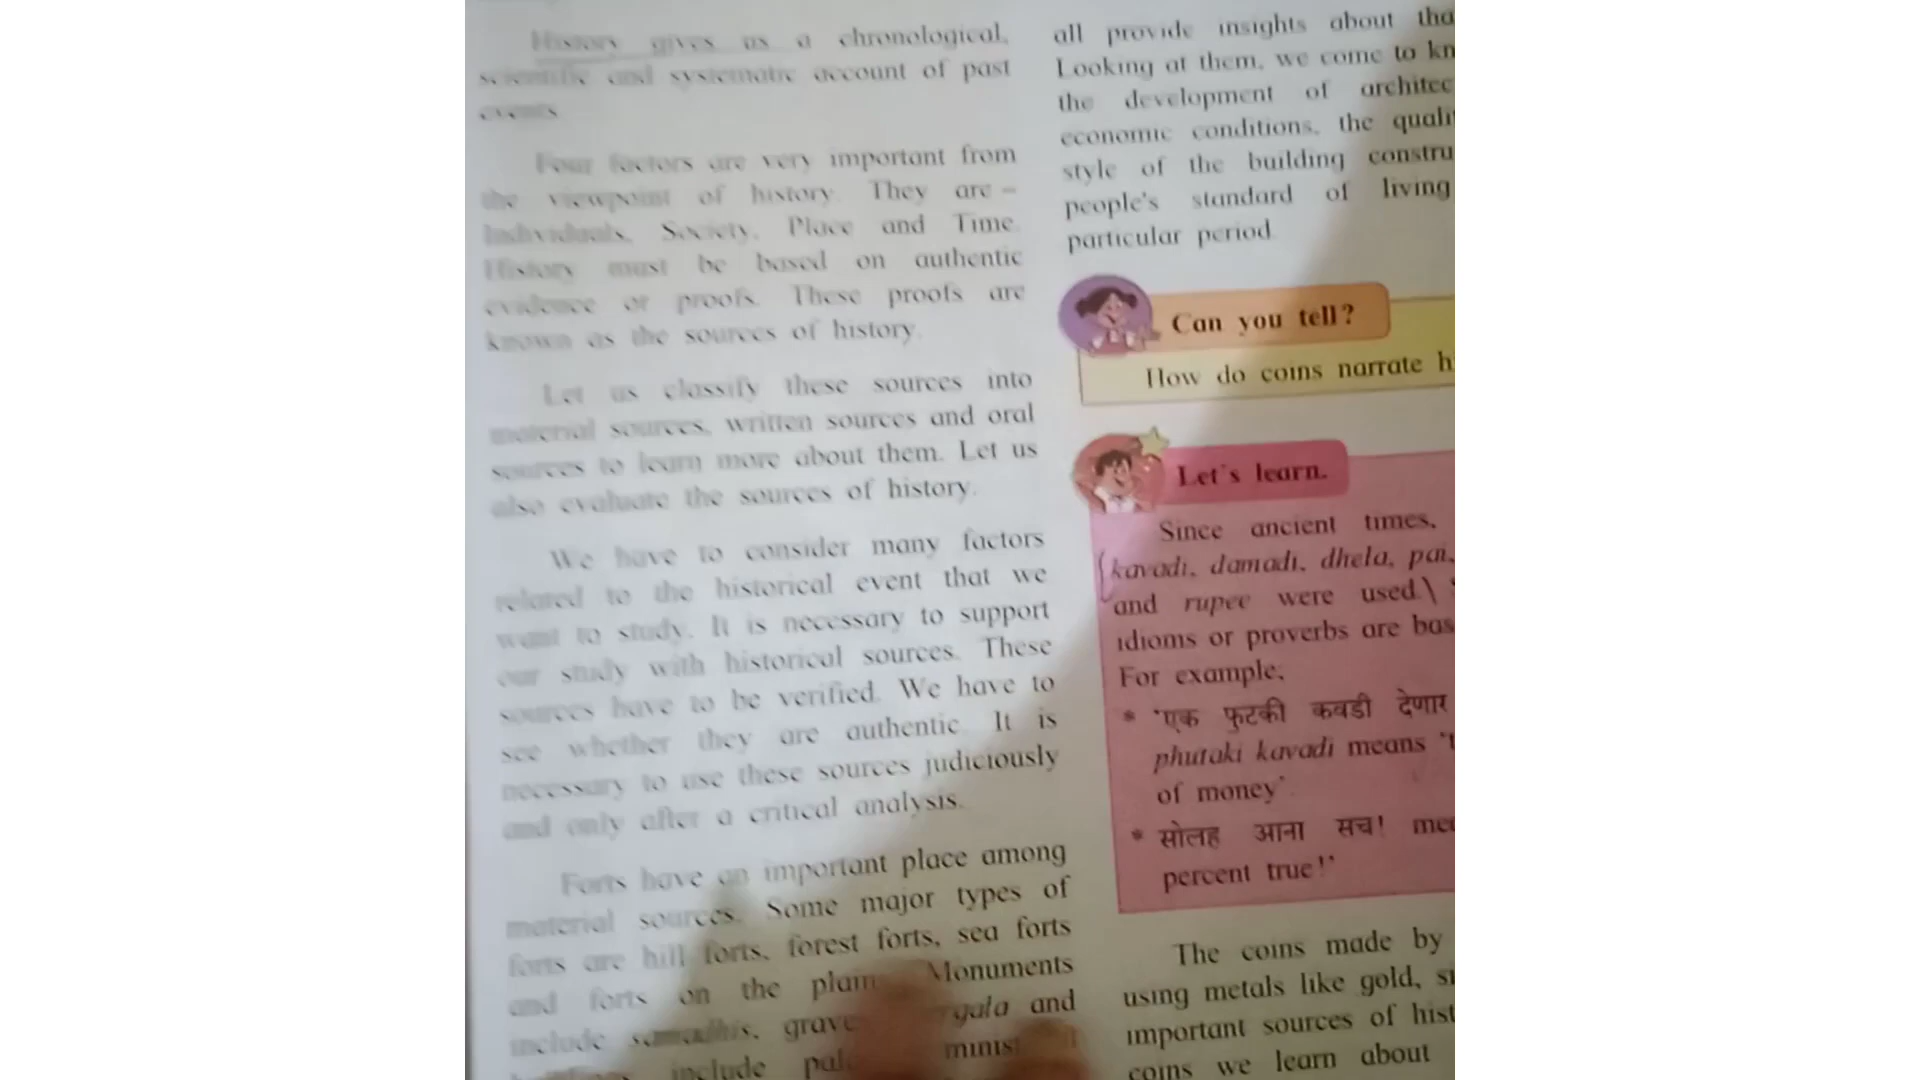 History gives us a chronological,
scientific and systematic account of past
events
Four factors are very important from
the viewpoint of history. They are –
Individuals, Society, Place and Time.
History must be based on authentic
evidence or proofs. These proofs are
known as the sources of history.
Let us classify these sources into
material sources, written sources and oral
sources to learn more about them. Let us
also evaluate the sources of history.
We have to consider many factors
related to the historical event that we
want to study. It is necessary to support
our study with historical sources. These
sources have to be verified. We have to
see whether they are authentic. It is
necessary to use these sources judiciously
and only after a critical analysis.
Forts have an important place among
material sources. Some major types of
forts are hill forts, forest forts, sea forts
and forts on the Monuments
include samadhis, and
include
all provide insights about
Looking at them, we come to
the development of
economic conditions, the
style of the building
people's standard of living
particular period.
Can you tell?
How do coins narrate
Let's learn.
Since ancient times,
kavadi, damadi, dhela, pai,
and rupee were used.
idioms or proverbs are
For example;
* 'एक फुटकी कवडी देणार
phutaki kavadi means
of money'.
* सोलह आना सच!
percent true!'
The coins made by
using metals like gold,
important sources of
coins we learn about